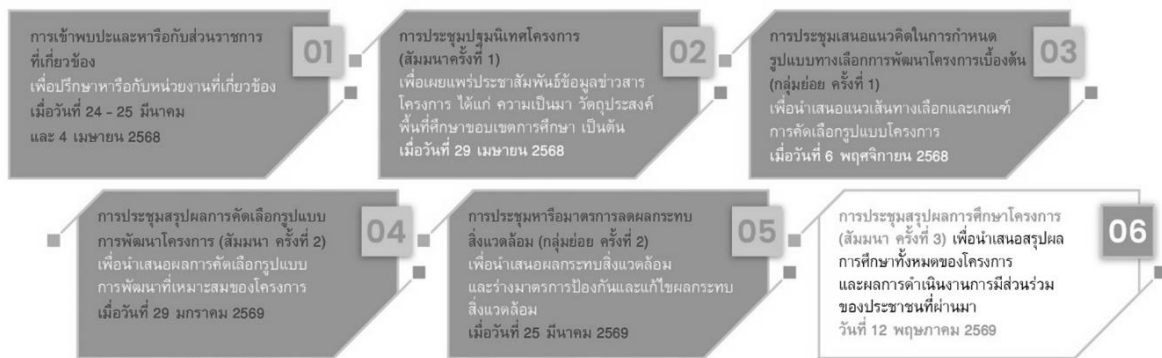 การเข้าพบปะและหารือกับส่วนราชการ
ที่เกี่ยวข้อง
เพื่อปรึกษาหารือกับหน่วยงานที่เกี่ยวข้อง
เมื่อวันที่ 24 - 25 มีนาคม
และ 4 เมษายน 2568
01
การประชุมปฐมนิเทศโครงการ
(สัมมนาครั้งที่ 1)
เพื่อเผยแพร่ประชาสัมพันธ์ข้อมูลข่าวสาร
โครงการ ได้แก่ ความเป็นมา วัตถุประสงค์
พื้นที่ศึกษาขอบเขตการศึกษา เป็นต้น
เมื่อวันที่ 29 เมษายน 2568
02
การประชุมเสนอแนวคิดในการกำหนด
รูปแบบทางเลือกการพัฒนาโครงการเบื้องต้น
(กลุ่มย่อย ครั้งที่ 1)
เพื่อนำเสนอแนวเส้นทางเลือกและเกณฑ์
การคัดเลือกรูปแบบโครงการ
เมื่อวันที่ 6 พฤศจิกายน 2568
03
การประชุมสรุปผลการคัดเลือกรูปแบบ
การพัฒนาโครงการ (สัมมนา ครั้งที่ 2)
เพื่อนำเสนอผลการคัดเลือกรูปแบบ
การพัฒนาที่เหมาะสมของโครงการ
เมื่อวันที่ 29 มกราคม 2569
04
การประชุมหารือมาตรการลดผลกระทบ
สิ่งแวดล้อม (กลุ่มย่อย ครั้งที่ 2)
เพื่อนำเสนอผลกระทบสิ่งแวดล้อม
และร่างมาตรการป้องกันและแก้ไขผลกระทบ
สิ่งแวดล้อม
เมื่อวันที่ 25 มีนาคม 2569
05
การประชุมสรุปผลการศึกษาโครงการ
(สัมมนา ครั้งที่ 3) เพื่อนำเสนอสรุปผล
การศึกษาทั้งหมดของโครงการ
และผลการดำเนินงานการมีส่วนร่วม
ของประชาชนที่ผ่านมา
วันที่ 12 พฤษภาคม 2569
06